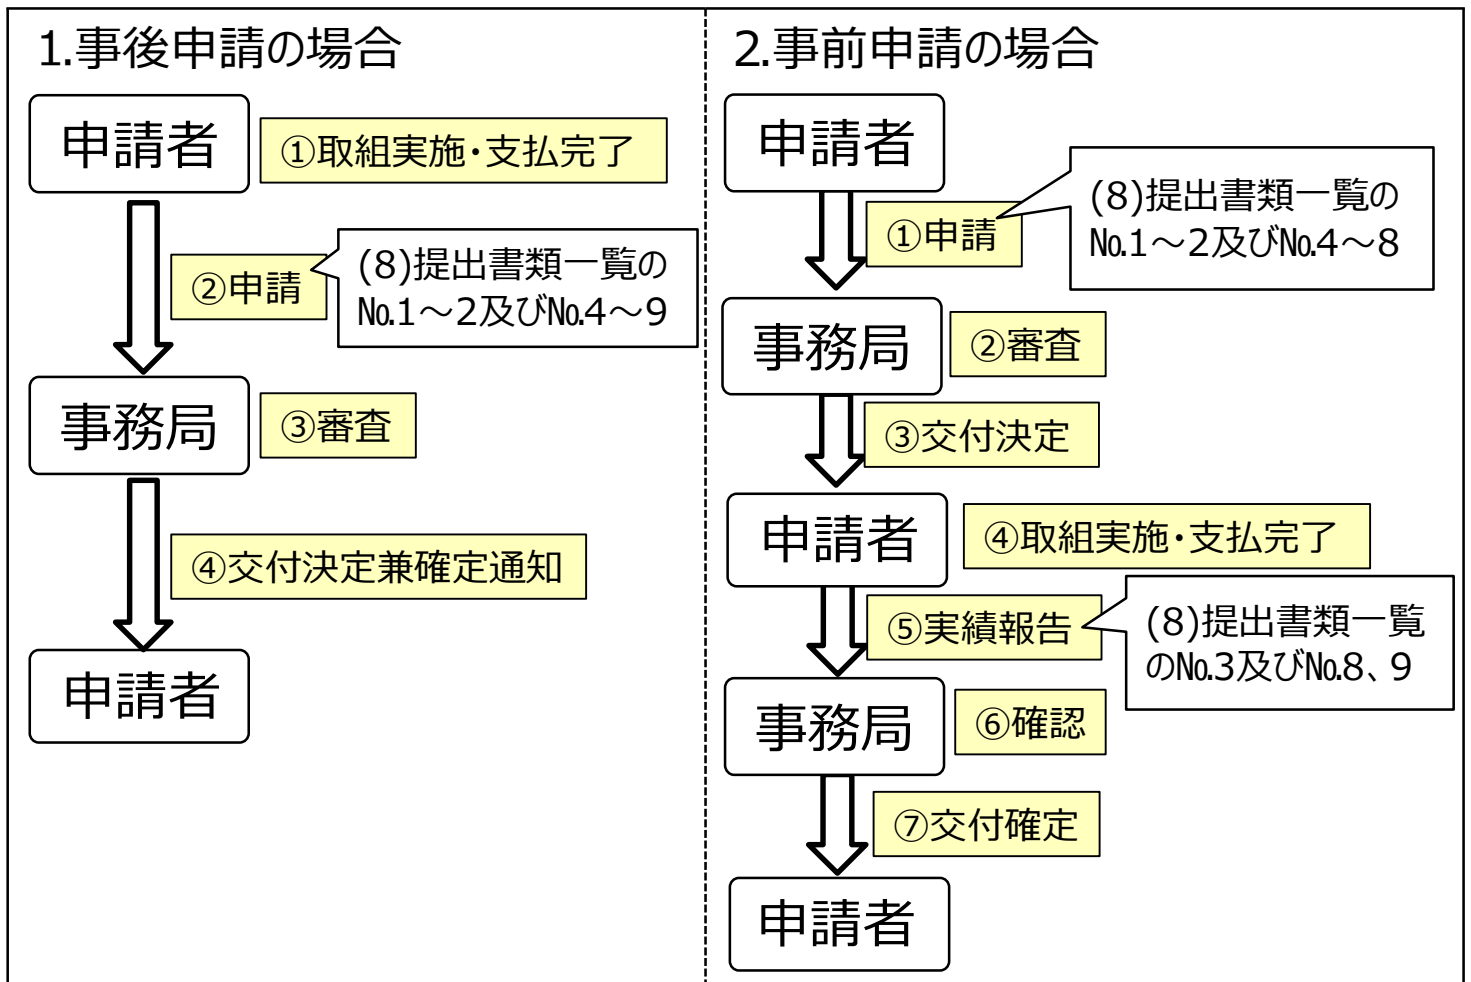 1.事後申請の場合
申請者
①取組実施・支払完了
②申請
(8)提出書類一覧の
№1～2及び№4～9
事務局
③審査
④交付決定兼確定通知
申請者
2.事前申請の場合
申請者
①申請
(8)提出書類一覧の
№1～2及び№4～8
事務局
②審査
③交付決定
申請者
④取組実施・支払完了
⑤実績報告
(8)提出書類一覧
の№3及び№8、9
事務局
⑥確認
⑦交付確定
申請者